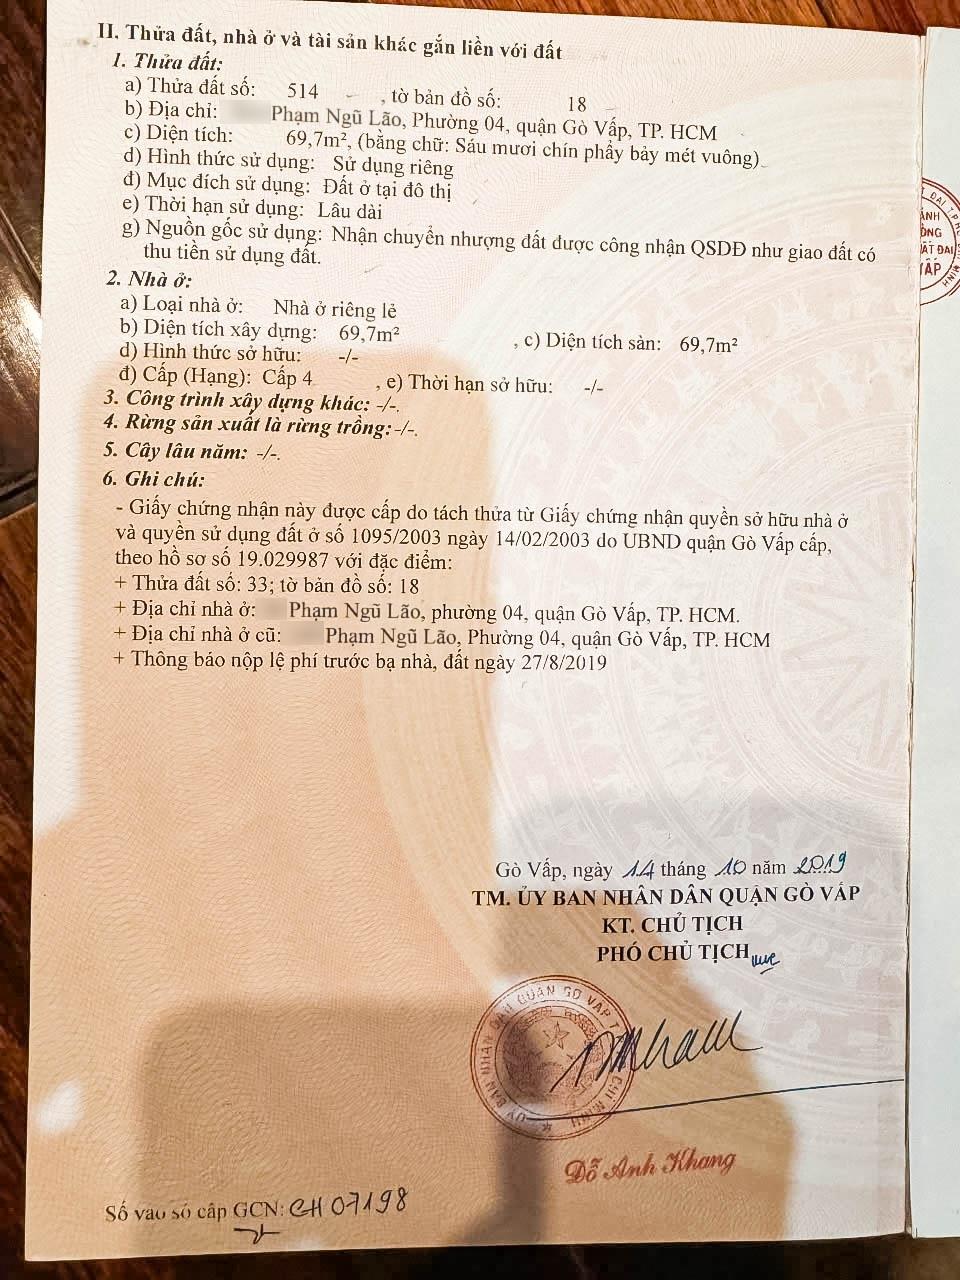 II. Thửa đất, nhà ở và tài sản khác gắn liền với đất
1. Thửa đất:
a) Thửa đất số: 514 , tờ bản đồ số: 18
b) Địa chỉ: Phạm Ngũ Lão, Phường 04, quận Gò Vấp, TP. HCM
c) Diện tích: 69,7m², (bằng chữ: Sáu mươi chín phẩy bảy mét vuông)
d) Hình thức sử dụng: Sử dụng riêng
đ) Mục đích sử dụng: Đất ở tại đô thị
e) Thời hạn sử dụng: Lâu dài
g) Nguồn gốc sử dụng: Nhận chuyển nhượng đất được công nhận QSDĐ như giao đất có
thu tiền sử dụng đất.
2. Nhà ở:
a) Loại nhà ở: Nhà ở riêng lẻ
b) Diện tích xây dựng: 69,7m² , c) Diện tích sàn: 69,7m²
d) Hình thức sở hữu: -/-
đ) Cấp (Hạng): Cấp 4 , e) Thời hạn sở hữu: -/-
3. Công trình xây dựng khác: -/-.
4. Rừng sản xuất là rừng trồng:-/-.
5. Cây lâu năm: -/-.
6. Ghi chú:
- Giấy chứng nhận này được cấp do tách thửa từ Giấy chứng nhận quyền sở hữu nhà ở
và quyền sử dụng đất ở số 1095/2003 ngày 14/02/2003 do UBND quận Gò Vấp cấp,
theo hồ sơ số 19.029987 với đặc điểm:
+ Thửa đất số: 33; tờ bản đồ số: 18
+ Địa chỉ nhà ở: Phạm Ngũ Lão, phường 04, quận Gò Vấp, TP. HCM.
+ Địa chỉ nhà ở cũ: Phạm Ngũ Lão, Phường 04, quận Gò Vấp, TP. HCM
+ Thông báo nộp lệ phí trước bạ nhà, đất ngày 27/8/2019
Gò Vấp, ngày 14 tháng 10 năm 2019
TM. ỦY BAN NHÂN DÂN QUẬN GÒ VẤP
KT. CHỦ TỊCH
PHÓ CHỦ TỊCH
ỦY BAN NHÂN DÂN QUẬN GÒ VẤP T CHÍ MINH
Đỗ Anh Khang
Số vào sổ cấp GCN: CH 07198